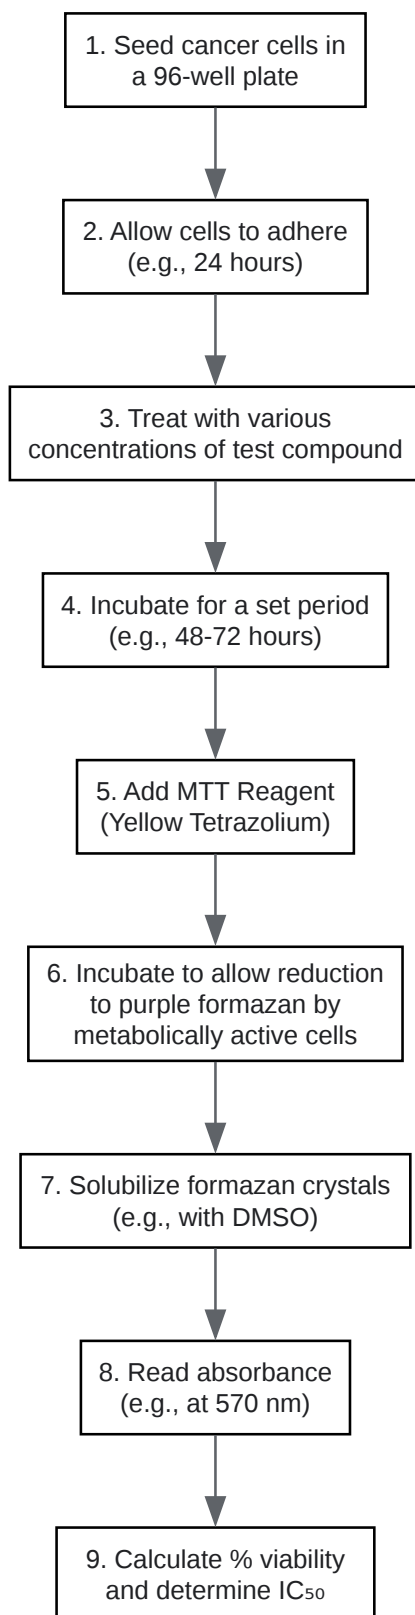 1. Seed cancer cells in
a 96-well plate
2. Allow cells to adhere
(e.g., 24 hours)
3. Treat with various
concentrations of test compound
4. Incubate for a set period
(e.g., 48-72 hours)
5. Add MTT Reagent
(Yellow Tetrazolium)
6. Incubate to allow reduction
to purple formazan by
metabolically active cells
7. Solubilize formazan crystals
(e.g., with DMSO)
8. Read absorbance
(e.g., at 570 nm)
9. Calculate % viability
and determine IC₅₀